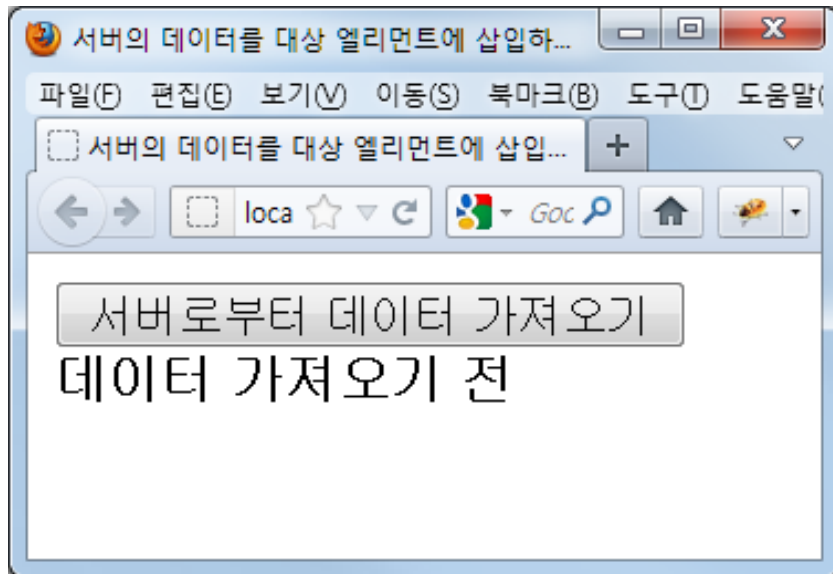 서버의 데이터를 대상 엘리먼트에 삽입하...
파일(F) 편집(E) 보기(V) 이동(S) 북마크(B) 도구(T) 도움말(
서버의 데이터를 대상 엘리먼트에 삽입...
loca Goc
서버로부터 데이터 가져오기
데이터 가져오기 전